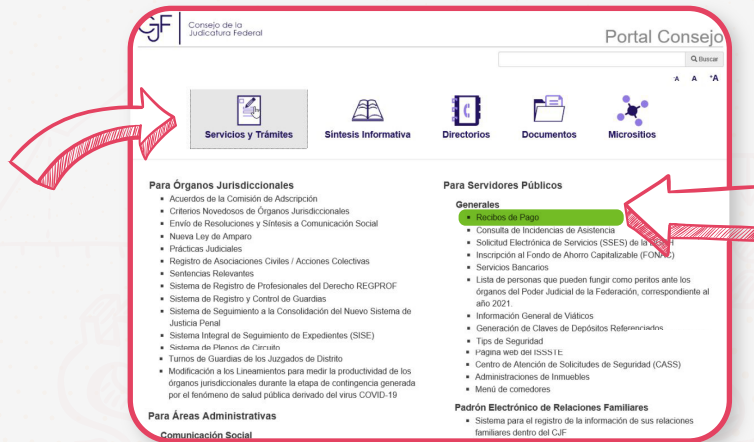 CJF
Consejo de la
Judicatura Federal
Portal Consejo
Buscar
-A A +A
Servicios y Trámites
Síntesis Informativa
Directorios
Documentos
Micrositios
Para Órganos Jurisdiccionales
Acuerdos de la Comisión de Adscripción
Criterios Novedosos de Órganos Jurisdiccionales
Envío de Resoluciones y Síntesis a Comunicación Social
Nueva Ley de Amparo
Prácticas Judiciales
Registro de Asociaciones Civiles / Acciones Colectivas
Sentencias Relevantes
Sistema de Registro de Profesionales del Derecho REGPROF
Sistema de Registro y Control de Guardias
Sistema de Seguimiento a la Consolidación del Nuevo Sistema de
Justicia Penal
Sistema Integral de Seguimiento de Expedientes (SISE)
Sistema de Plenos de Circuito
Turnos de Guardias de los Juzgados de Distrito
Modificación a los Lineamientos para medir la productividad de los
órganos jurisdiccionales durante la etapa de contingencia generada
por el fenómeno de salud pública derivado del virus COVID-19
Para Áreas Administrativas
Comunicación Social
Para Servidores Públicos
Generales
Recibos de Pago
Consulta de Incidencias de Asistencia
Solicitud Electrónica de Servicios (SSES) de la
Inscripción al Fondo de Ahorro Capitalizable (FONAC)
Servicios Bancarios
Lista de personas que pueden fungir como peritos ante los
órganos del Poder Judicial de la Federación, correspondiente al
año 2021.
Información General de Viáticos
Generación de Claves de Depósitos Referenciados
Tips de Seguridad
Página web del ISSSTE
Centro de Atención de Solicitudes de Seguridad (CASS)
Administraciones de Inmuebles
Menú de comedores
Padrón Electrónico de Relaciones Familiares
Sistema para el registro de la información de sus relaciones
familiares dentro del CJF